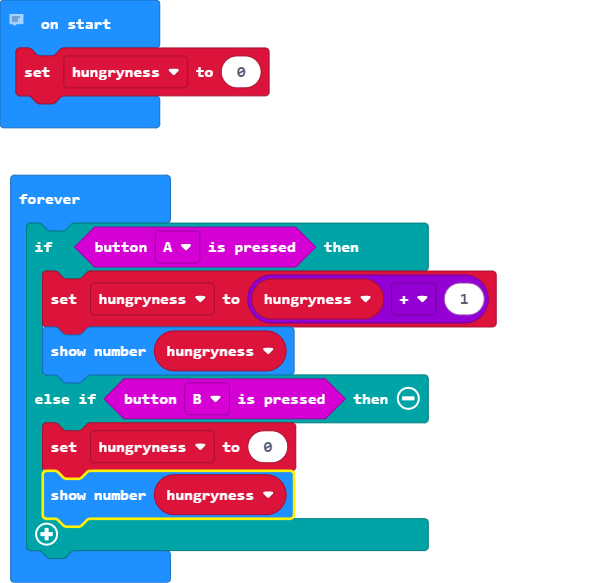 on start
set hungryness to 0
forever
if button A is pressed then
set hungryness to hungryness + 1
show number hungryness
else if button B is pressed then
set hungryness to 0
show number hungryness